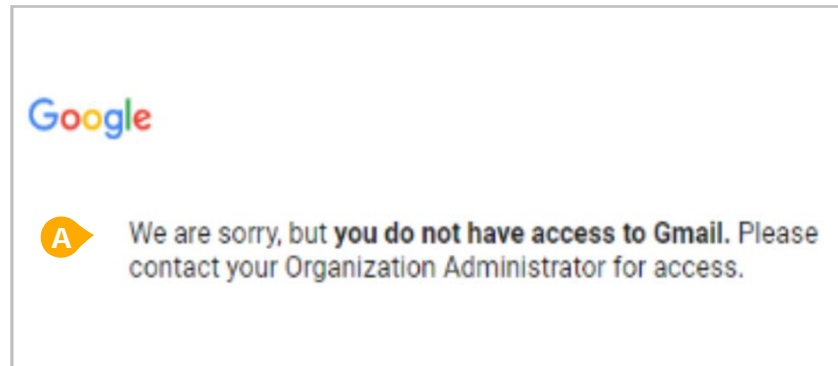 Google
A
We are sorry, but you do not have access to Gmail. Please
contact your Organization Administrator for access.